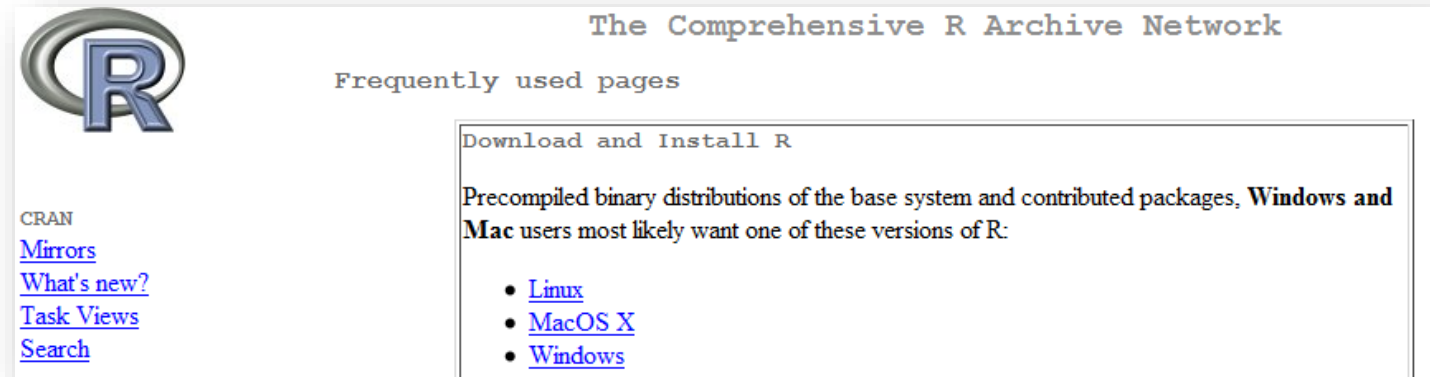 R
The Comprehensive R Archive Network
Frequently used pages
Download and Install R
Precompiled binary distributions of the base system and contributed packages, Windows and
Mac users most likely want one of these versions of R:
Linux
MacOS X
Windows
CRAN
Mirrors
What's new?
Task Views
Search